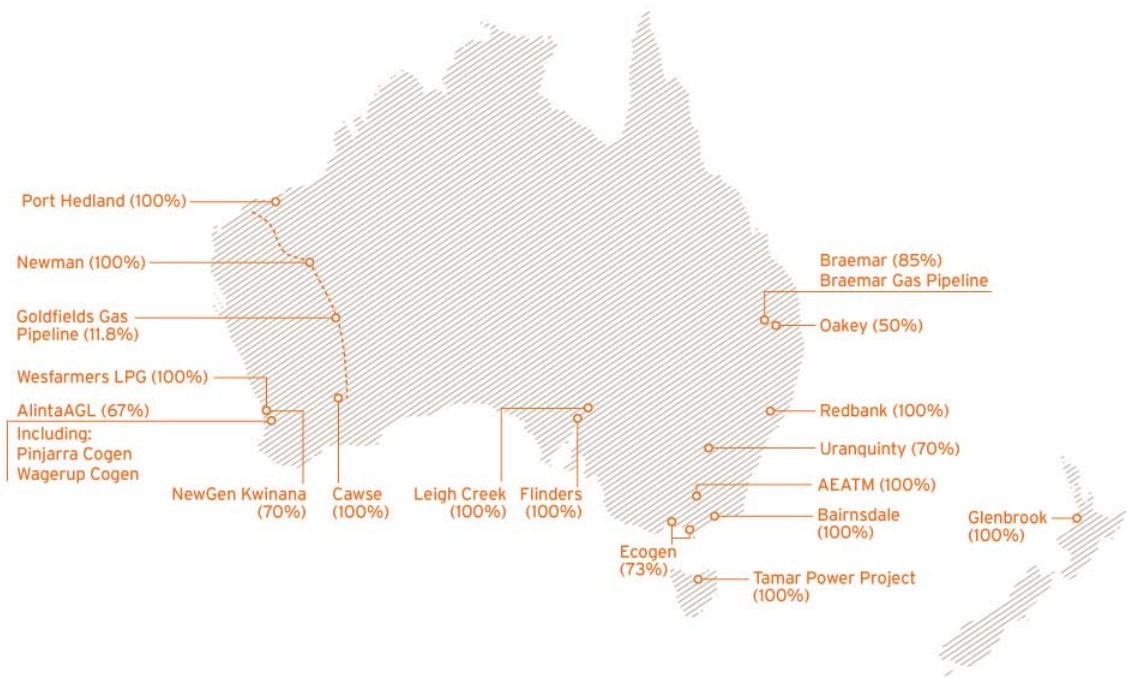 Port Hedland (100%)
Newman (100%)
Goldfields Gas
Pipeline (11.8%)
Wesfarmers LPG (100%)
AlintaAGL (67%)
Including:
Pinjarra Cogen
Wagerup Cogen
NewGen Kwinana
(70%)
Cawse
(100%)
Leigh Creek
(100%)
Flinders
(100%)
Braemar (85%)
Braemar Gas Pipeline
Oakey (50%)
Redbank (100%)
Uranquinty (70%)
AEATM (100%)
Bairnsdale
(100%)
Ecogen
(73%)
Tamar Power Project
(100%)
Glenbrook
(100%)